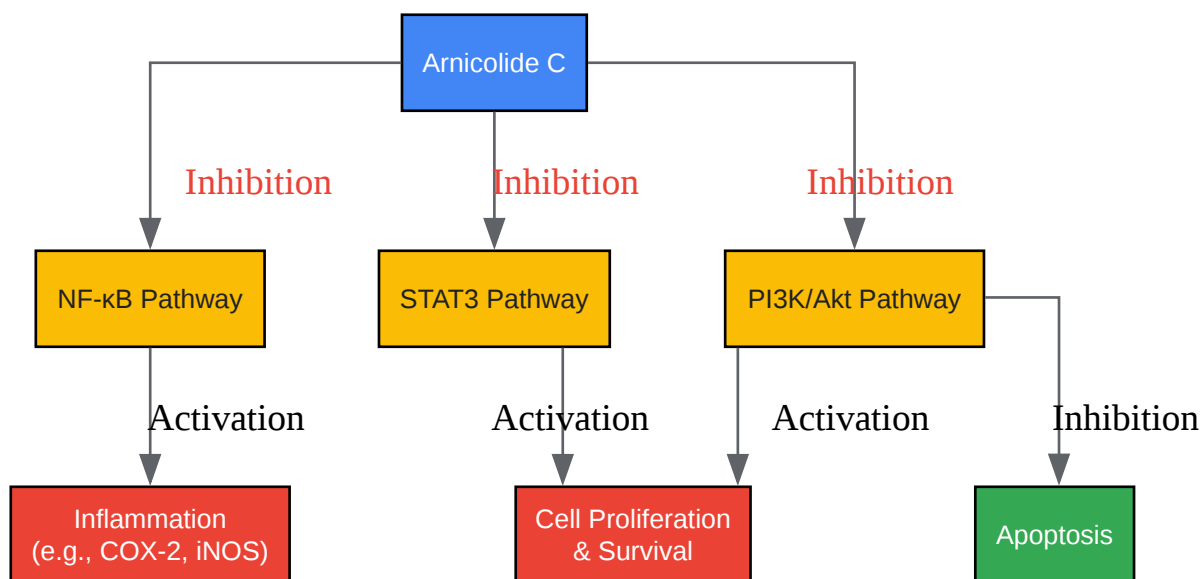 Arnicolide C
Inhibition
Inhibition
Inhibition
NF-κB Pathway
STAT3 Pathway
PI3K/Akt Pathway
Activation
Activation
Activation
Inhibition
Inflammation
(e.g., COX-2, iNOS)
Cell Proliferation
& Survival
Apoptosis